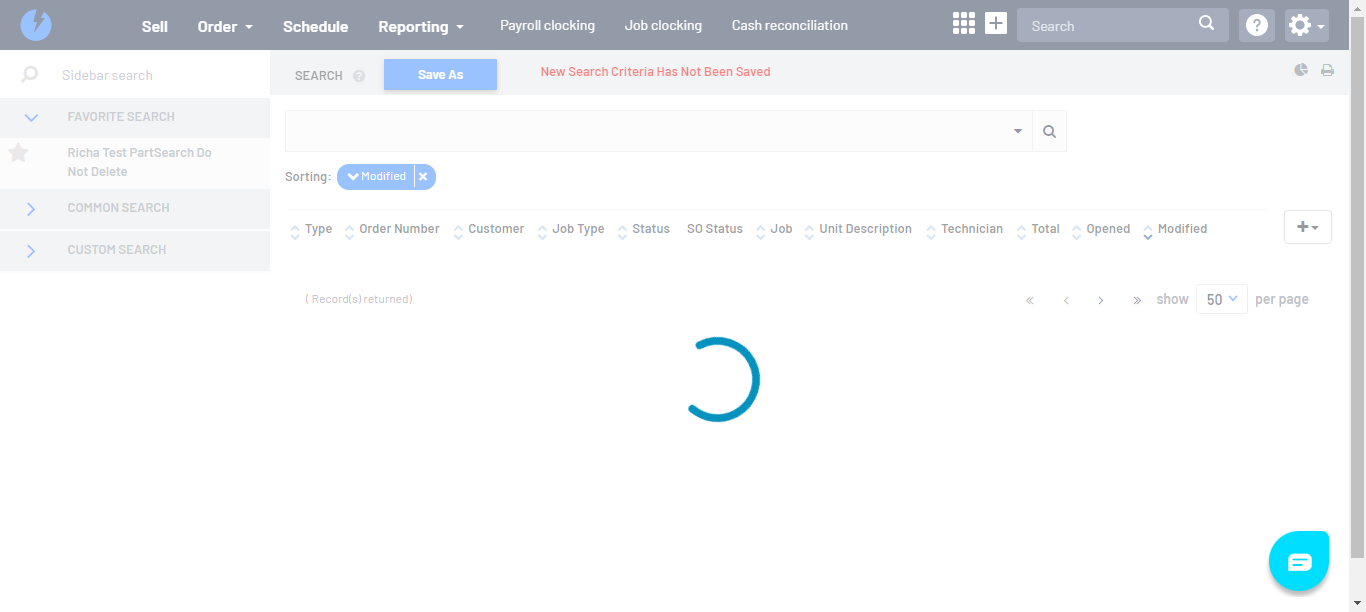 Sell Order Schedule Reporting Payroll clocking Job clocking Cash reconciliation Search ?
Sidebar search
SEARCH ? Save As New Search Criteria Has Not Been Saved
FAVORITE SEARCH
Richa Test PartSearch Do
Not Delete
COMMON SEARCH
CUSTOM SEARCH
Sorting: Modified
Type Order Number Customer Job Type Status SO Status Job Unit Description Technician Total Opened Modified
( Record(s) returned) « ‹ › » show 50 per page